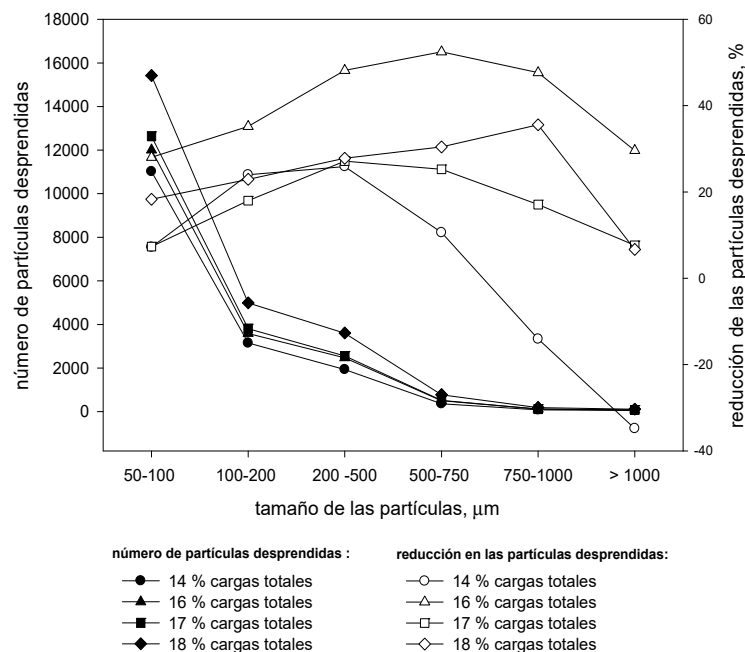 18000
16000
14000
12000
10000
8000
6000
4000
2000
0
número de partículas desprendidas
60
40
20
0
-20
-40
reducción de las partículas desprendidas, %
50-100 100-200 200 -500 500-750 750-1000 > 1000
tamaño de las partículas, μm
número de partículas desprendidas :
14 % cargas totales
16 % cargas totales
17 % cargas totales
18 % cargas totales
reducción en las partículas desprendidas:
14 % cargas totales
16 % cargas totales
17 % cargas totales
18 % cargas totales